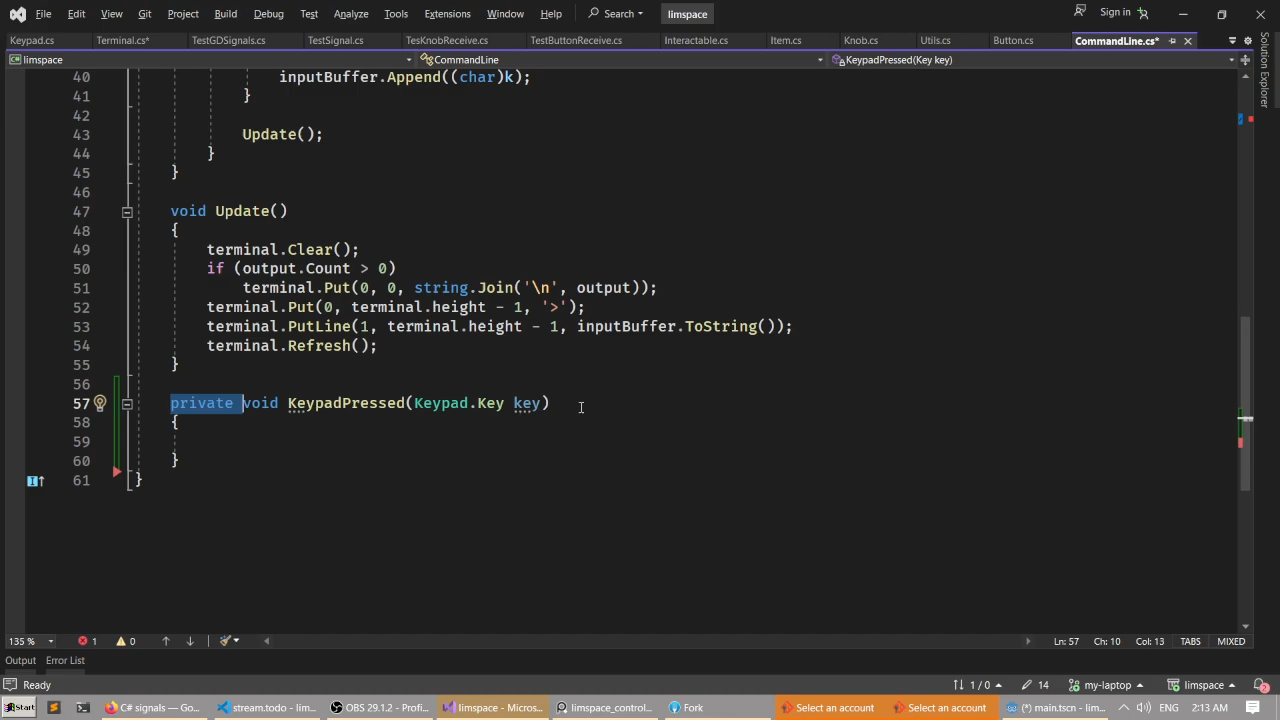 File Edit View Git Project Build Debug Test Analyze Tools Extensions Window Help Search limspace Sign in
Keypad.cs Terminal.cs* TestGDSignals.cs TestSignal.cs TesKnobReceive.cs TestButtonReceive.cs Interactable.cs Item.cs Knob.cs Utils.cs Button.cs CommandLine.cs*
limspace CommandLine KeypadPressed(Key key)
Solution Explorer
40 inputBuffer.Append((char)k);
41 }
42
43 Update();
44 }
45 }
46
47 void Update()
48 {
49 terminal.Clear();
50 if (output.Count > 0)
51 terminal.Put(0, 0, string.Join('\n', output));
52 terminal.Put(0, terminal.height - 1, '>');
53 terminal.PutLine(1, terminal.height - 1, inputBuffer.ToString());
54 terminal.Refresh();
55 }
56
57 private void KeypadPressed(Keypad.Key key)
58 {
59
60 }
61 }
135 % 1 0 Ln: 57 Ch: 10 Col: 13 TABS MIXED
Output Error List
Ready 1 / 0 14 my-laptop limspace 2
Start C# signals — Go... stream.todo - lim... OBS 29.1.2 - Profi... limspace - Micros... limspace_control... Fork Select an account Select an account (*) main.tscn - lim... ENG 2:13 AM